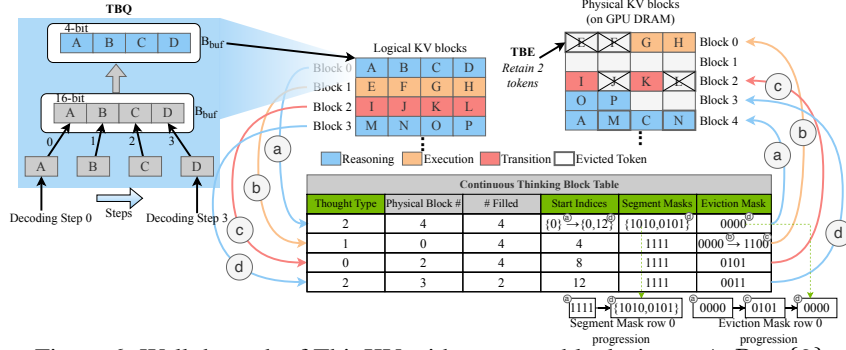 TBQ
4-bit
A B C D
B_buf
16-bit
A B C D
B_buf
0 1 2 3
A B C D
Decoding Step 0
Steps
Decoding Step 3
Logical KV blocks
Block 0 A B C D
Block 1 E F G H
Block 2 I J K L
Block 3 M N O P
Physical KV blocks
(on GPU DRAM)
TBE
Retain 2
tokens
E F G H Block 0
Block 1
I J K L Block 2
O P Block 3
A M C N Block 4
a
b
c
d
c
b
a
d
Reasoning Execution Transition Evicted Token
Continuous Thinking Block Table
Thought Type Physical Block # # Filled Start Indices Segment Masks Eviction Mask
2 4 4 {0} → {0,12} {1010,0101} 0000
1 0 4 4 1111 0000 → 1100
0 2 4 8 1111 0101
2 3 2 12 1111 0011
1111 → {1010,0101}
Segment Mask row 0
progression
0000 → 0101 → 0000
Eviction Mask row 0
progression